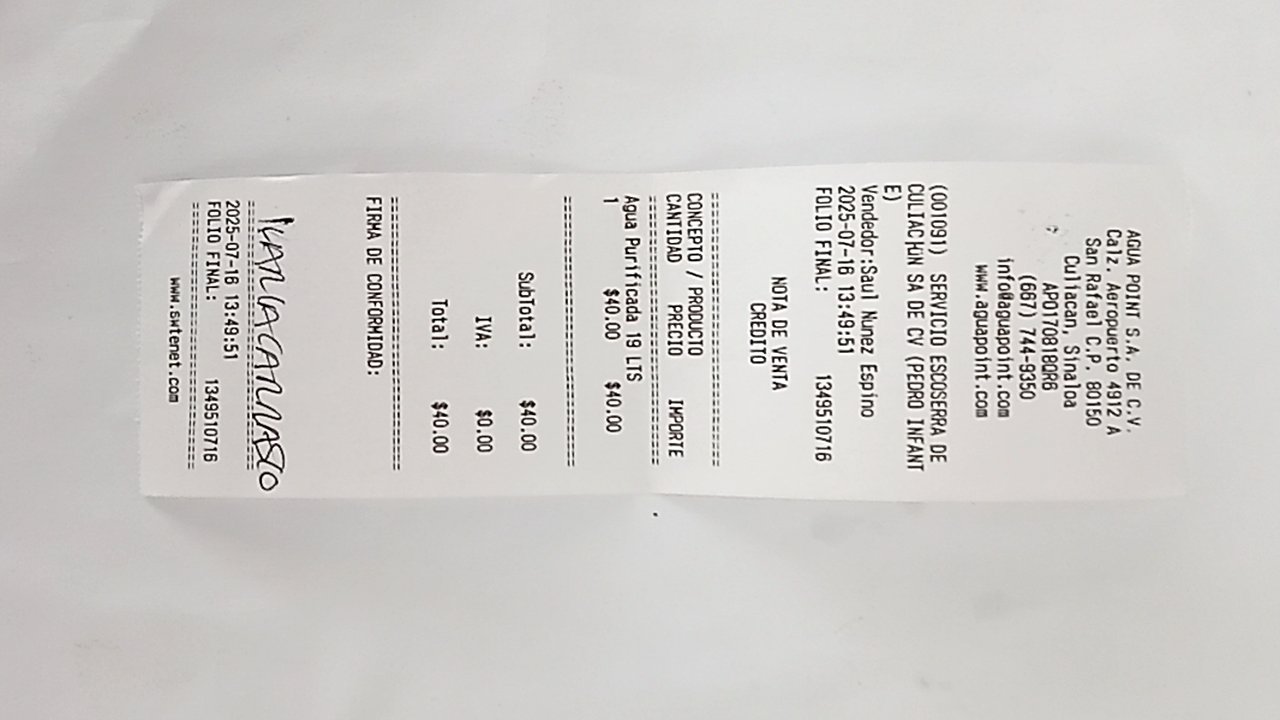 AGUA POINT S.A. DE C.V.
Calz. Aeropuerto 4912 A
San Rafael C.P. 80150
Culiacan, Sinaloa
APO170818QR6
(667) 744-9350
info@aguapoint.com
www.aguapoint.com
(001091) SERVICIO ESCOSERRA DE
CULIACHUN SA DE CV (PEDRO INFANT
E)
Vendedor:Saul Nunez Espino
2025-07-16 13:49:51
FOLIO FINAL: 1349510716
NOTA DE VENTA
CREDITO
================================
CONCEPTO / PRODUCTO
CANTIDAD PRECIO IMPORTE
================================
Agua Purificada 19 LTS
1 $40.00 $40.00
================================
SubTotal: $40.00
IVA: $0.00
Total: $40.00
================================
FIRMA DE CONFORMIDAD:
================================
2025-07-16 13:49:51
FOLIO FINAL: 1349510716
================================
www.swtenet.com